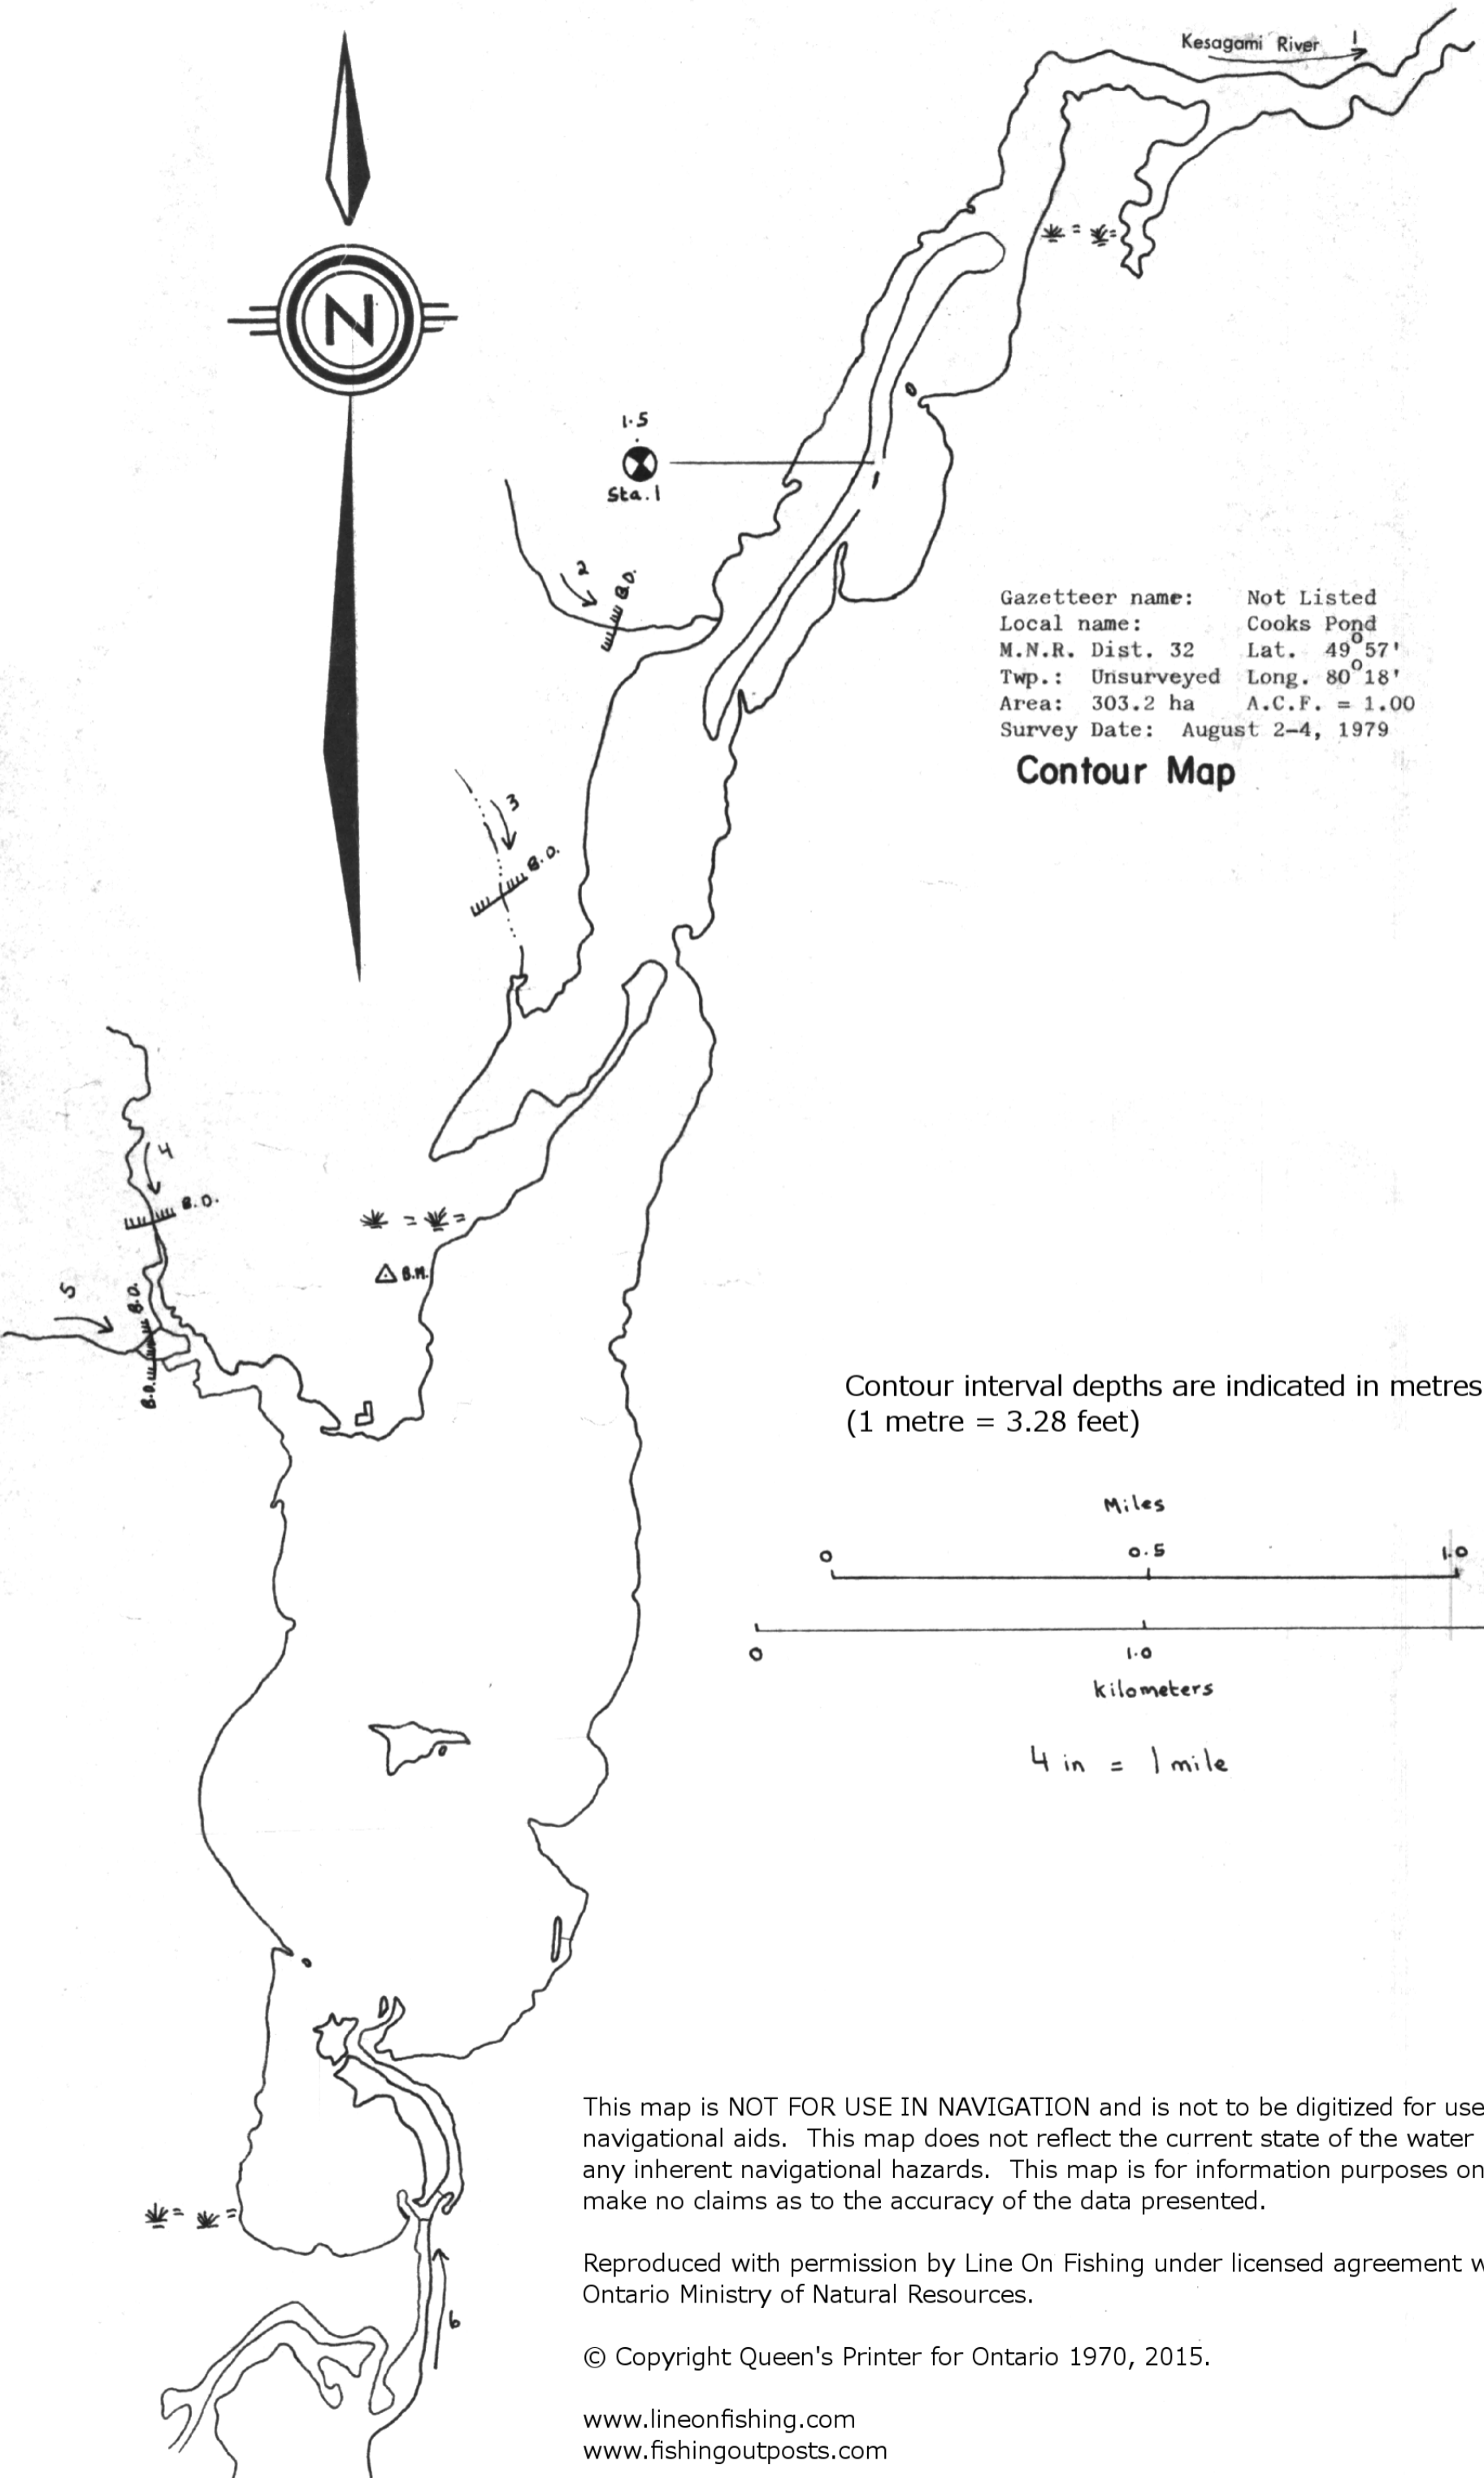 Kesagami River 1
N
1.5
Sta. 1
2
B.D.
Gazetteer name: Not Listed
Local name: Cooks Pond
M.N.R. Dist. 32 Lat. 49°57'
Twp.: Unsurveyed Long. 80°18'
Area: 303.2 ha A.C.F. = 1.00
Survey Date: August 2-4, 1979
Contour Map
3
B.D.
4
B.D.
B.M.
5
B.D.
B.D.
Contour interval depths are indicated in metres
(1 metre = 3.28 feet)
Miles
0 0.5 1.0
0 1.0
kilometers
4 in = 1 mile
This map is NOT FOR USE IN NAVIGATION and is not to be digitized for use
navigational aids. This map does not reflect the current state of the water
any inherent navigational hazards. This map is for information purposes on
make no claims as to the accuracy of the data presented.
Reproduced with permission by Line On Fishing under licensed agreement w
Ontario Ministry of Natural Resources.
6
© Copyright Queen's Printer for Ontario 1970, 2015.
www.lineonfishing.com
www.fishingoutposts.com